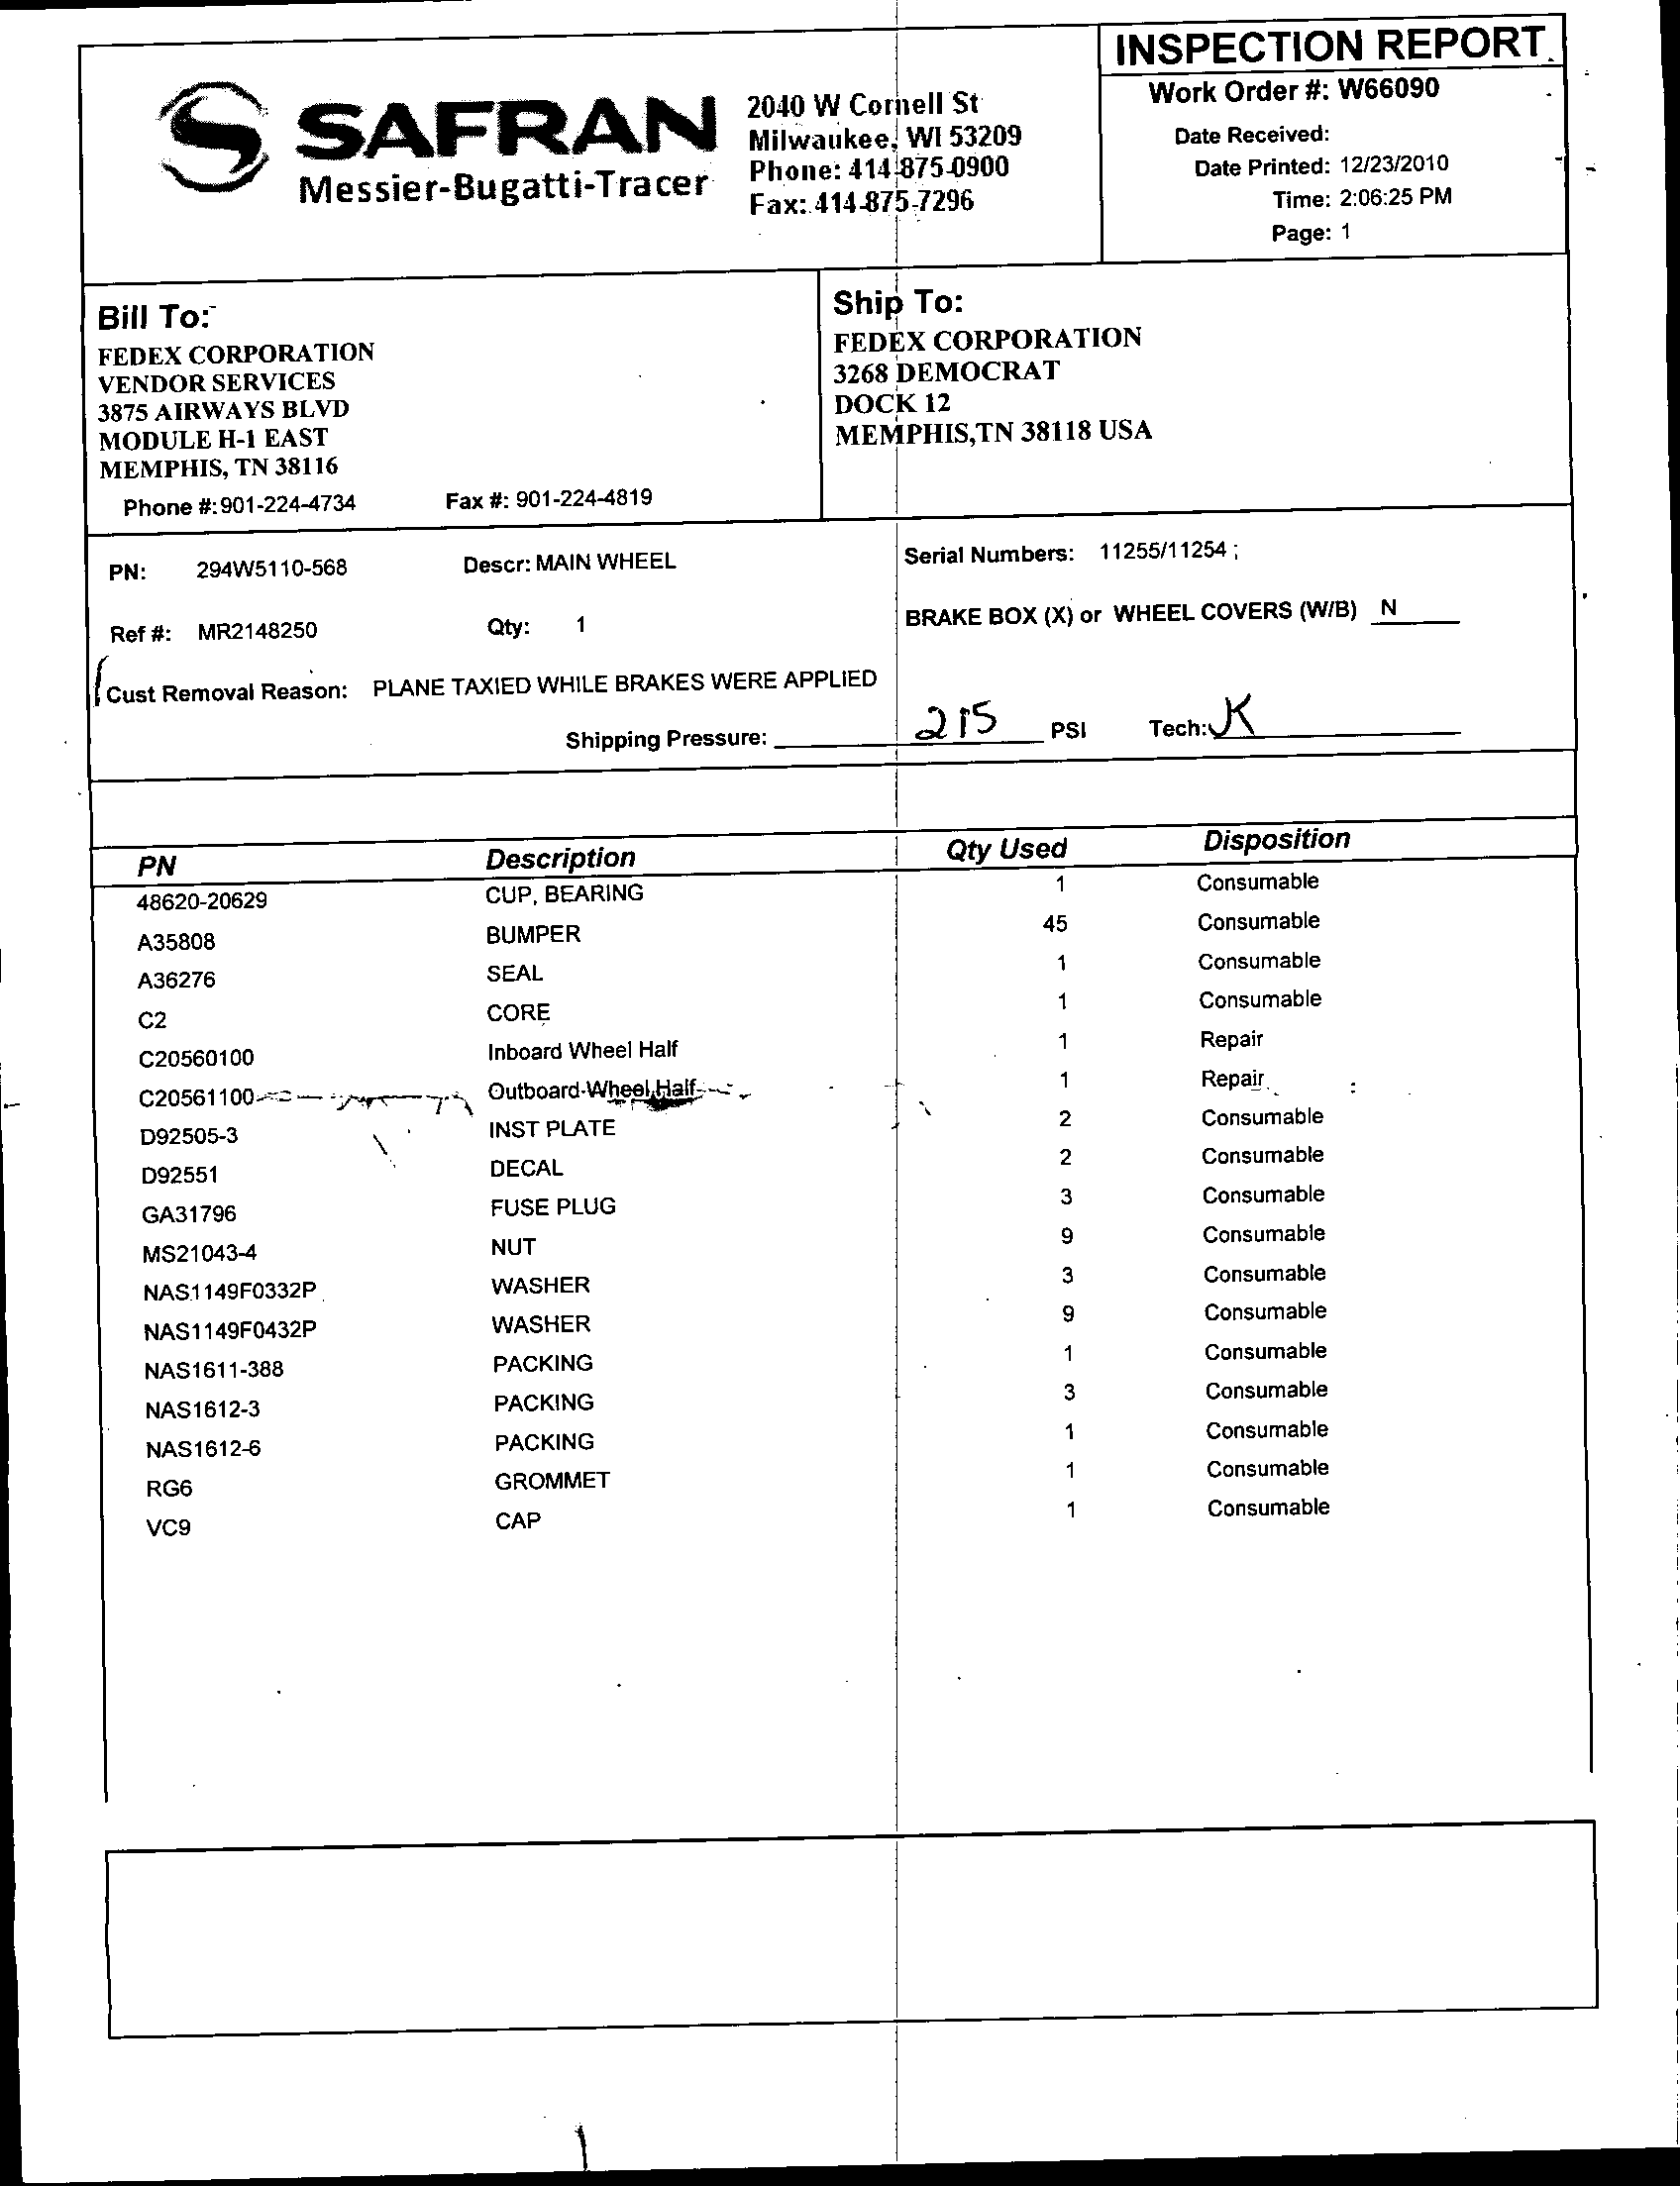 INSPECTION REPORT
SAFRAN
Messier-Bugatti-Tracer
2040 W Cornell St
Milwaukee, WI 53209
Phone: 414-875-0900
Fax: 414-875-7296
Work Order #: W66090
Date Received:
Date Printed: 12/23/2010
Time: 2:06:25 PM
Page: 1
Bill To:
FEDEX CORPORATION
VENDOR SERVICES
3875 AIRWAYS BLVD
MODULE H-1 EAST
MEMPHIS, TN 38116
Phone #: 901-224-4734 Fax #: 901-224-4819
Ship To:
FEDEX CORPORATION
3268 DEMOCRAT
DOCK 12
MEMPHIS,TN 38118 USA
PN: 294W5110-568 Descr: MAIN WHEEL Serial Numbers: 11255/11254 ;
Ref #: MR2148250 Qty: 1 BRAKE BOX (X) or WHEEL COVERS (W/B) N
Cust Removal Reason: PLANE TAXIED WHILE BRAKES WERE APPLIED
Shipping Pressure: 215 PSI Tech: JK
PN Description Qty Used Disposition
48620-20629 CUP, BEARING 1 Consumable
A35808 BUMPER 45 Consumable
A36276 SEAL 1 Consumable
C2 CORE 1 Consumable
C20560100 Inboard Wheel Half 1 Repair
C20561100 Outboard Wheel Half 1 Repair
D92505-3 INST PLATE 2 Consumable
D92551 DECAL 2 Consumable
GA31796 FUSE PLUG 3 Consumable
MS21043-4 NUT 9 Consumable
NAS1149F0332P WASHER 3 Consumable
NAS1149F0432P WASHER 9 Consumable
NAS1611-388 PACKING 1 Consumable
NAS1612-3 PACKING 3 Consumable
NAS1612-6 PACKING 1 Consumable
RG6 GROMMET 1 Consumable
VC9 CAP 1 Consumable